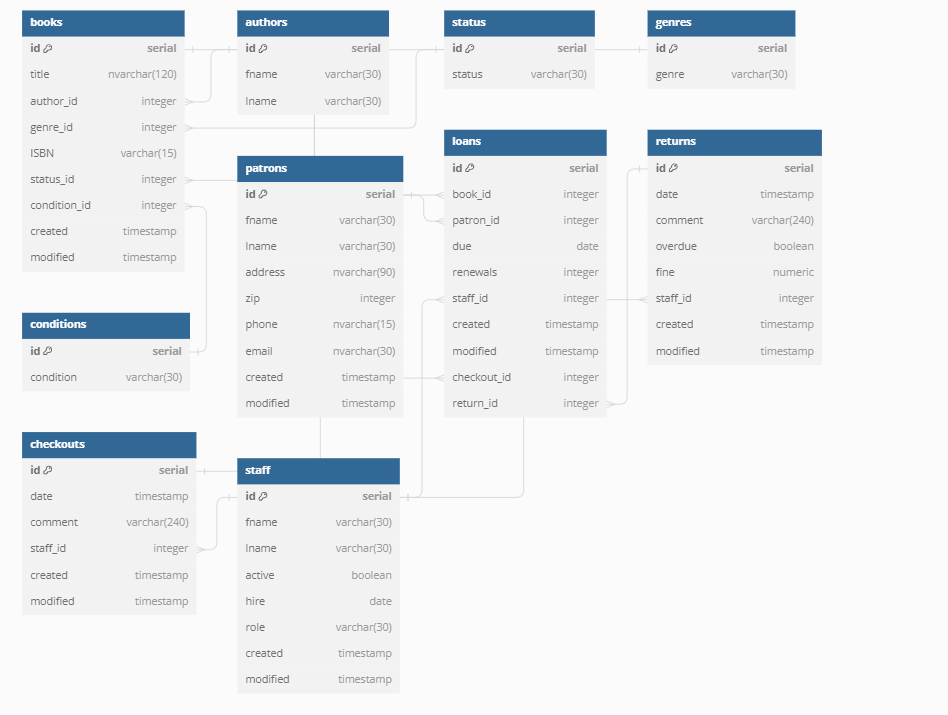 books
id serial
title nvarchar(120)
author_id integer
genre_id integer
ISBN varchar(15)
status_id integer
condition_id integer
created timestamp
modified timestamp
authors
id serial
fname varchar(30)
lname varchar(30)
status
id serial
status varchar(30)
genres
id serial
genre varchar(30)
patrons
id serial
fname varchar(30)
lname varchar(30)
address nvarchar(90)
zip integer
phone nvarchar(15)
email nvarchar(30)
created timestamp
modified timestamp
loans
id serial
book_id integer
patron_id integer
due date
renewals integer
staff_id integer
created timestamp
modified timestamp
checkout_id integer
return_id integer
returns
id serial
date timestamp
comment varchar(240)
overdue boolean
fine numeric
staff_id integer
created timestamp
modified timestamp
conditions
id serial
condition varchar(30)
checkouts
id serial
date timestamp
comment varchar(240)
staff_id integer
created timestamp
modified timestamp
staff
id serial
fname varchar(30)
lname varchar(30)
active boolean
hire date
role varchar(30)
created timestamp
modified timestamp